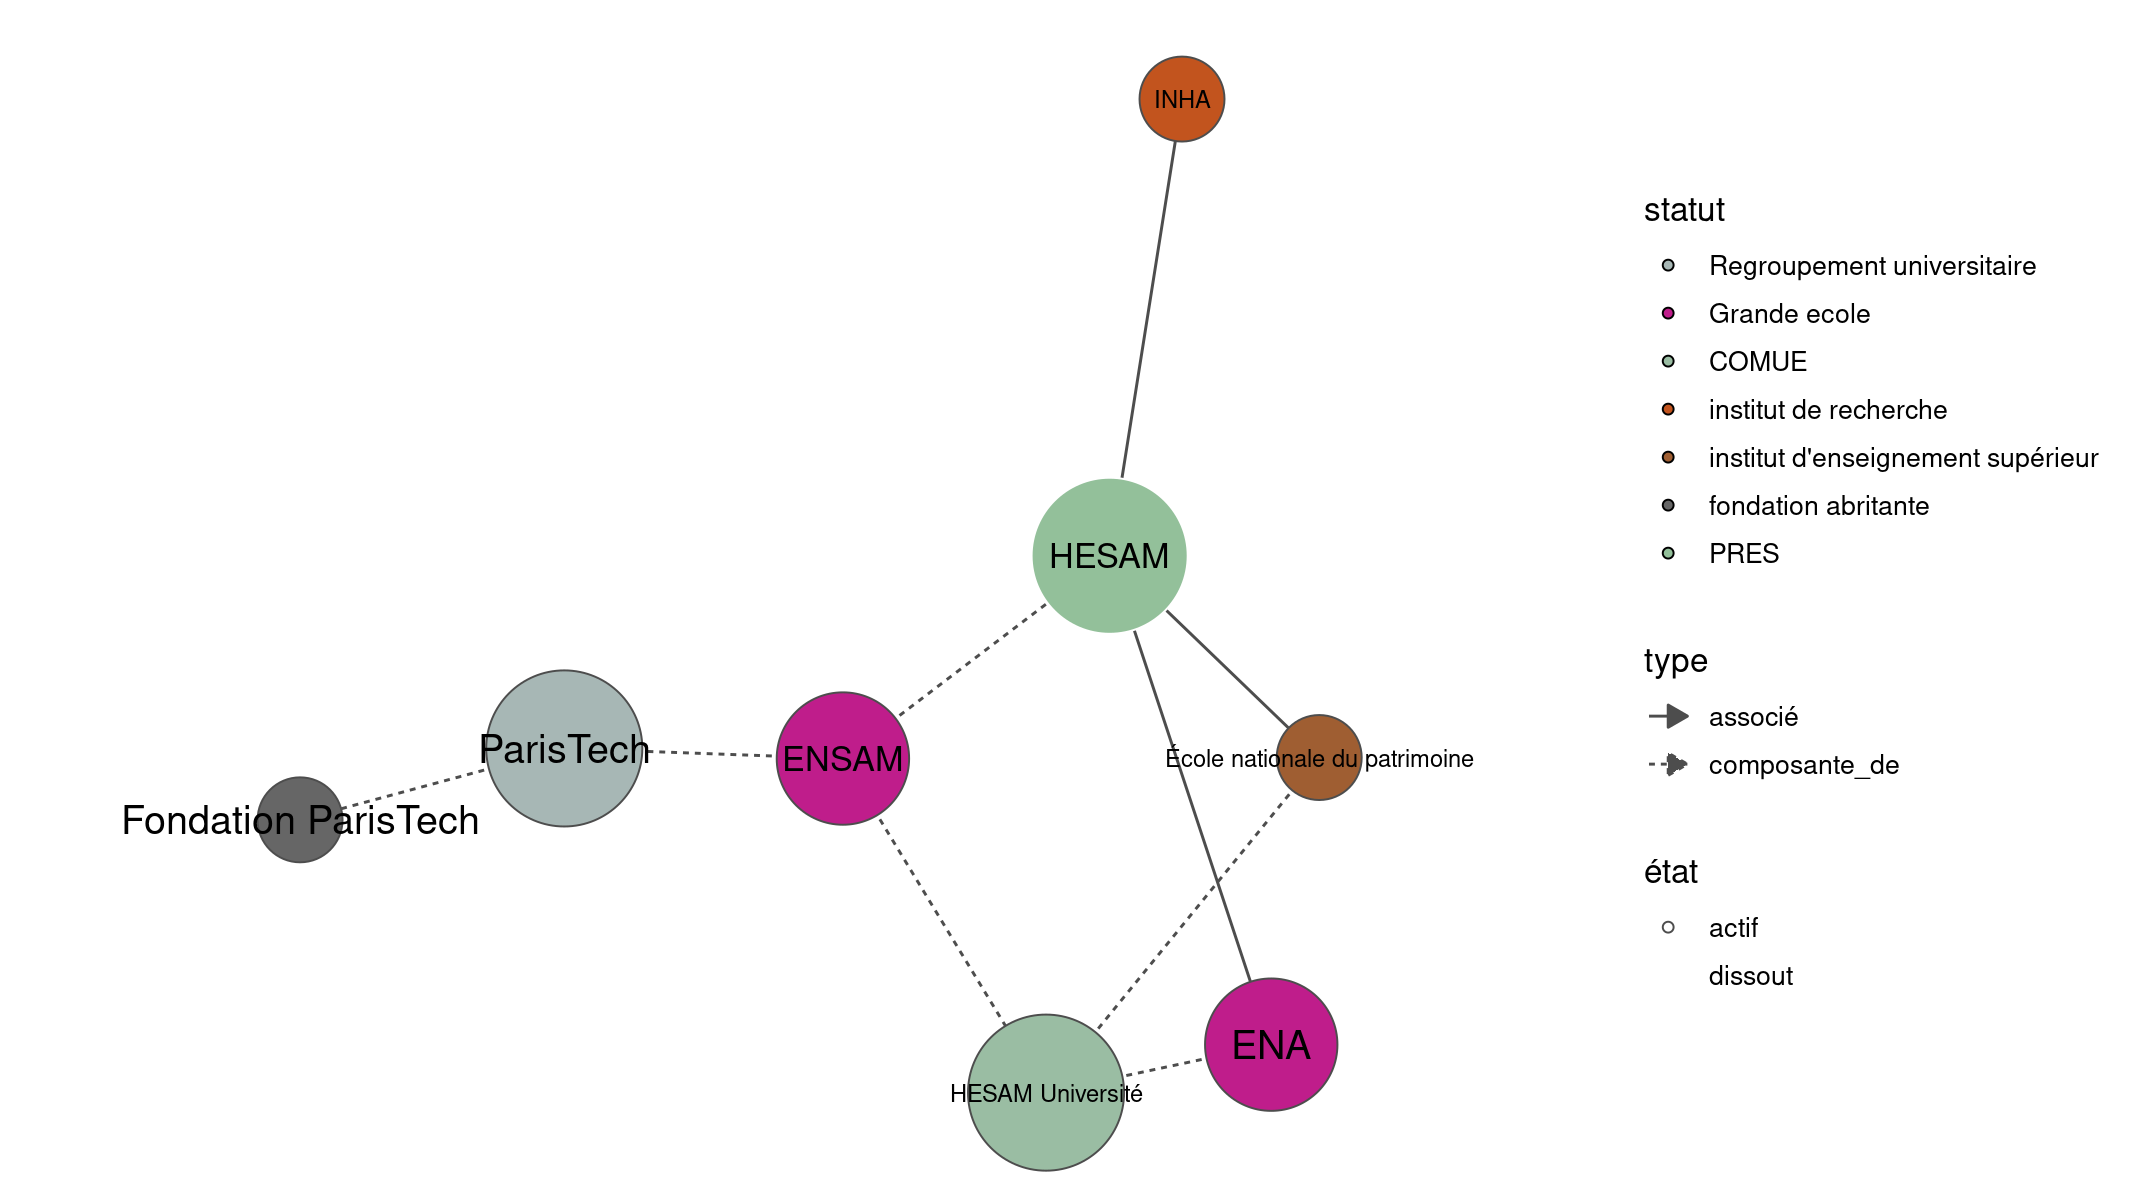 INHA
HESAM
ParisTech
ENSAM
École nationale du patrimoine
Fondation ParisTech
ENA
HESAM Université
statut
Regroupement universitaire
Grande ecole
COMUE
institut de recherche
institut d'enseignement supérieur
fondation abritante
PRES
type
associé
composante_de
état
actif
dissout